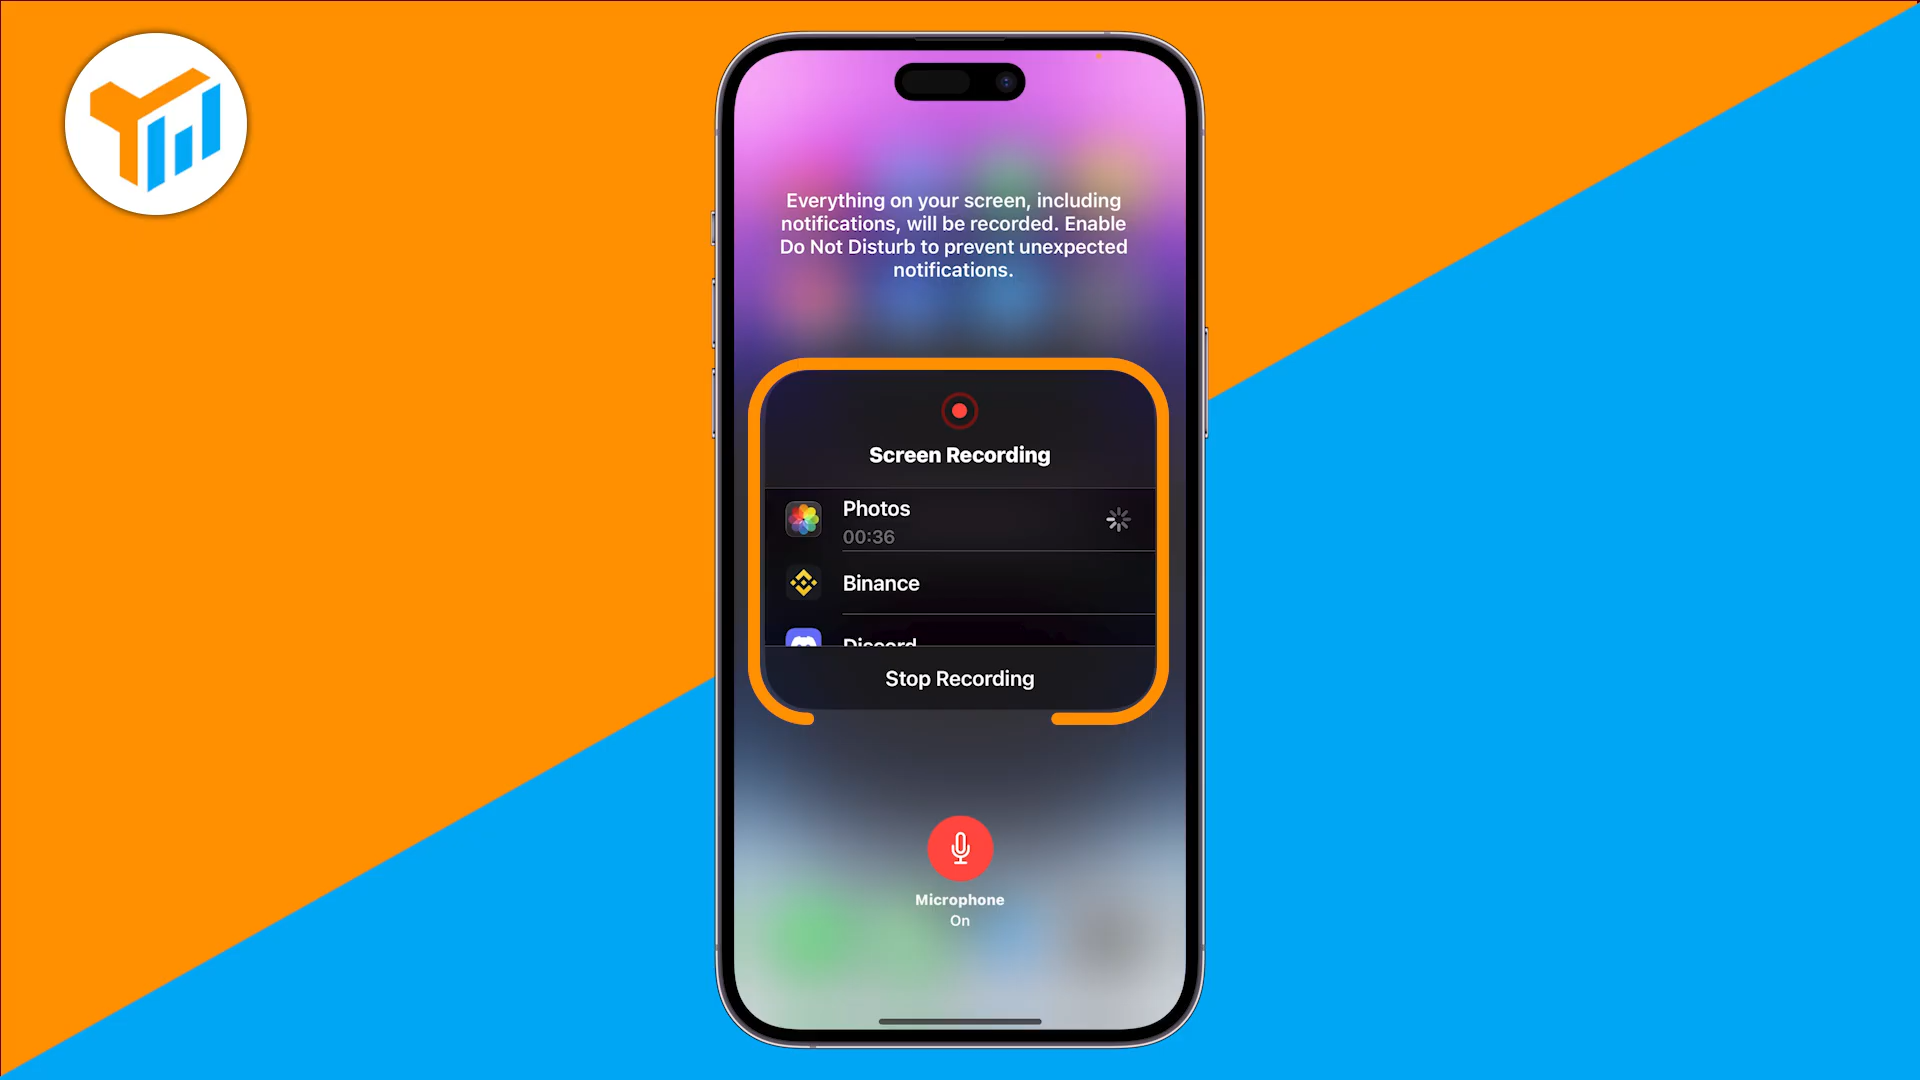 Everything on your screen, including
notifications, will be recorded. Enable
Do Not Disturb to prevent unexpected
notifications.
Screen Recording
Photos
00:36
Binance
Discord
Stop Recording
Microphone
On